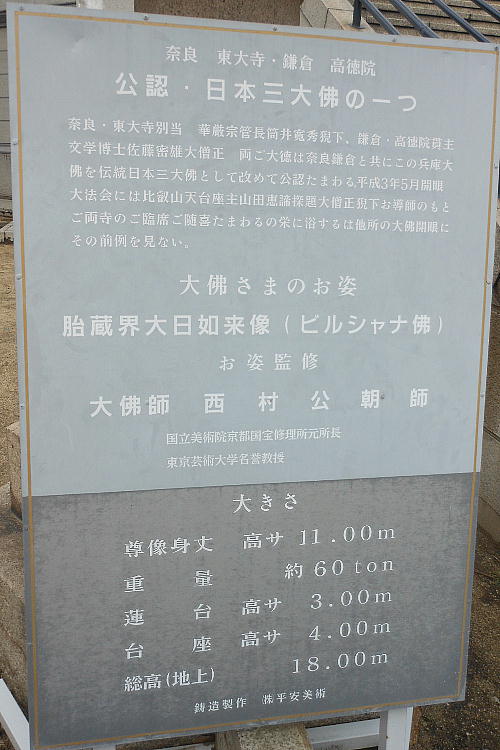 奈良 東大寺・鎌倉 高徳院
公認・日本三大佛の一つ
奈良・東大寺別当 華厳宗管長筒井寛秀猊下、鎌倉・高徳院貫主
文学博士佐藤密雄大僧正 両ご大徳は奈良鎌倉と共にこの兵庫大
佛を伝統日本三大佛として改めて公認たまわる平成3年5月開眼
大法会には比叡山天台座主山田恵諦探題大僧正猊下お導師のもと
ご両寺のご臨席ご随喜たまわるの栄に浴するは他所の大佛開眼に
その前例を見ない。
大佛さまのお姿
胎蔵界大日如来像(ビルシャナ佛)
お姿監修
大佛師 西村公朝師
国立美術院京都国宝修理所元所長
東京芸術大学名誉教授
大きさ
尊像身丈 高サ 11.00m
重量 約60ton
蓮台 高サ 3.00m
台座 高サ 4.00m
総高(地上) 18.00m
鋳造製作 ㈱平安美術